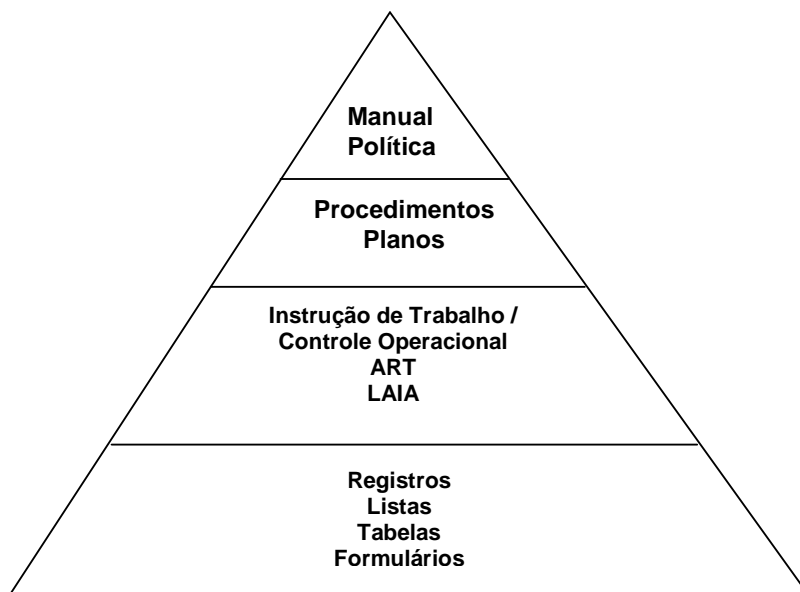 Manual
Política
Procedimentos
Planos
Instrução de Trabalho /
Controle Operacional
ART
LAIA
Registros
Listas
Tabelas
Formulários